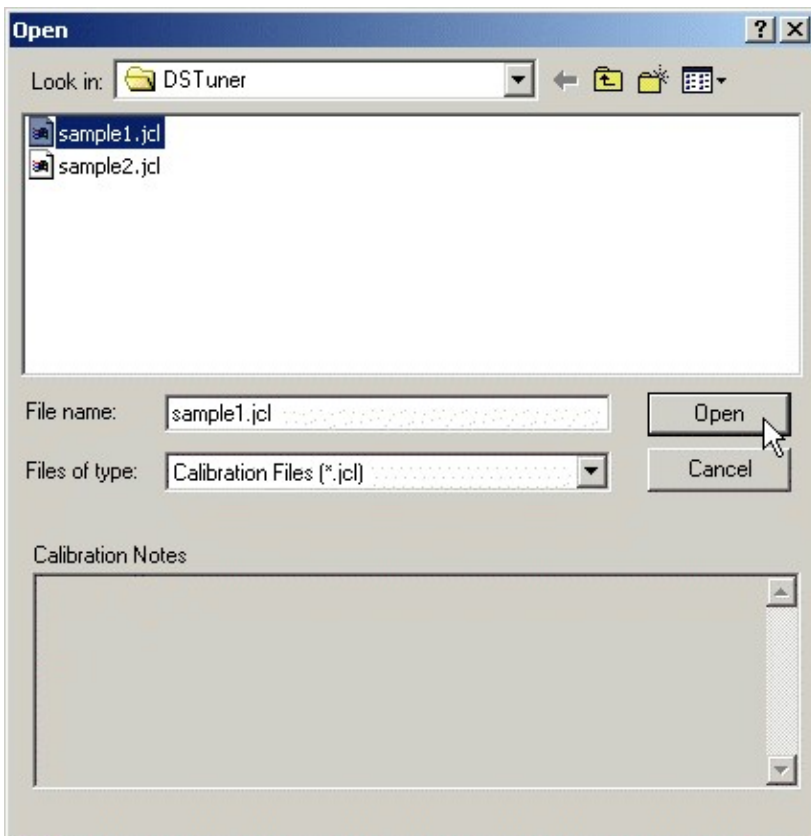 Open
Look in: DSTuner
sample1.jcl
sample2.jcl
File name: sample1.jcl Open
Files of type: Calibration Files (*.jcl) Cancel
Calibration Notes